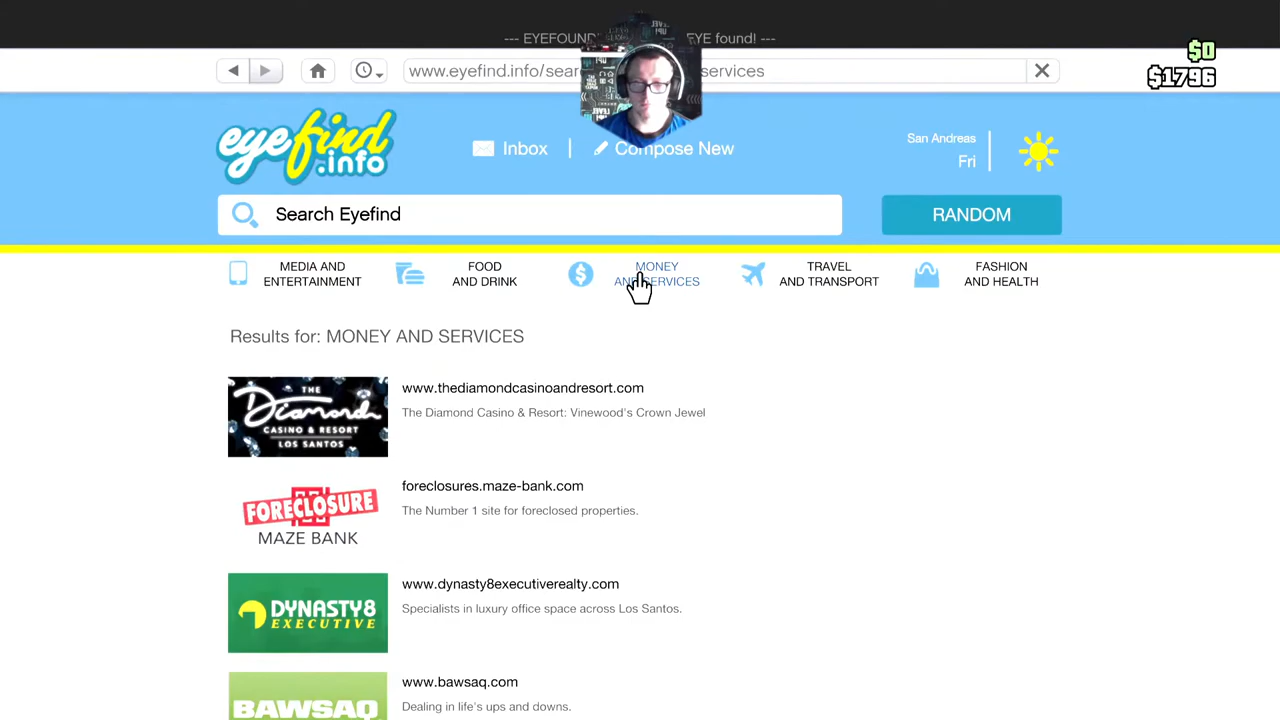 --- EYEFOUND EYE found! ---
$0
$1796
www.eyefind.info/sear services
eyefind
.info
Inbox
Compose New
San Andreas
Fri
Search Eyefind
RANDOM
MEDIA AND
ENTERTAINMENT
FOOD
AND DRINK
MONEY
AND SERVICES
TRAVEL
AND TRANSPORT
FASHION
AND HEALTH
Results for: MONEY AND SERVICES
THE
Diamond
CASINO & RESORT
LOS SANTOS
www.thediamondcasinoandresort.com
The Diamond Casino & Resort: Vinewood's Crown Jewel
FORECLOSURE
MAZE BANK
foreclosures.maze-bank.com
The Number 1 site for foreclosed properties.
DYNASTY8
EXECUTIVE
www.dynasty8executiverealty.com
Specialists in luxury office space across Los Santos.
BAWSAQ
www.bawsaq.com
Dealing in life's ups and downs.